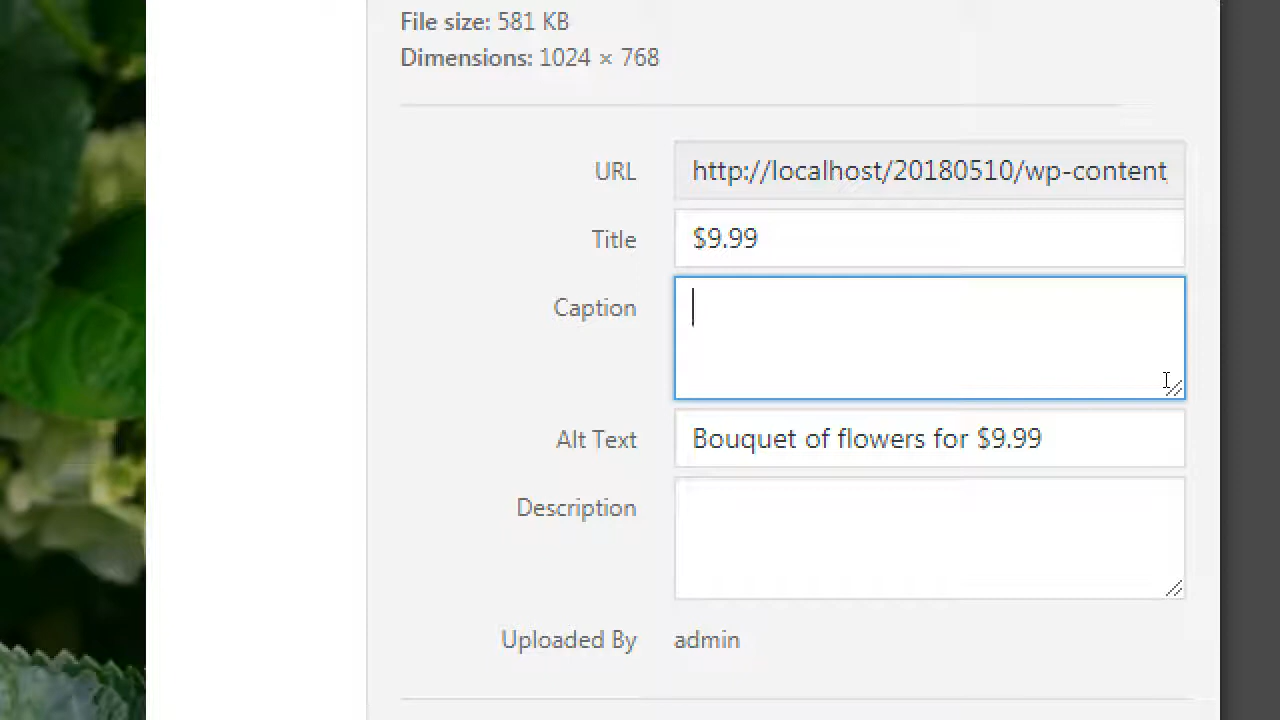 File size: 581 KB
Dimensions: 1024 × 768
URL http://localhost/20180510/wp-content
Title $9.99
Caption
Alt Text Bouquet of flowers for $9.99
Description
Uploaded By admin